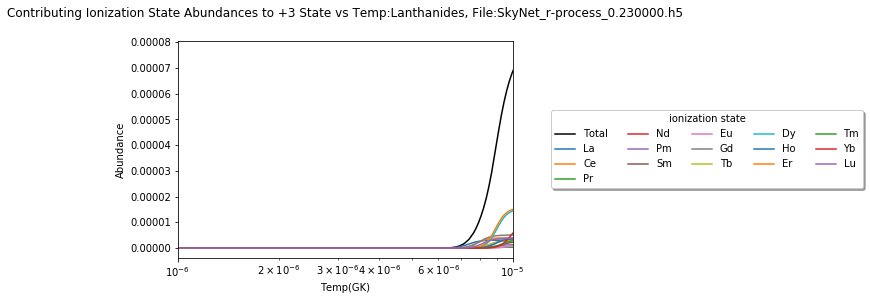 Contributing Ionization State Abundances to +3 State vs Temp:Lanthanides, File:SkyNet_r-process_0.230000.h5
0.00008
0.00007
0.00006
0.00005
0.00004
0.00003
0.00002
0.00001
0.00000
Abundance
10⁻⁶
2 × 10⁻⁶
3 × 10⁻⁶
4 × 10⁻⁶
6 × 10⁻⁶
10⁻⁵
Temp(GK)
ionization state
Total Nd Eu Dy Tm
La Pm Gd Ho Yb
Ce Sm Tb Er Lu
Pr